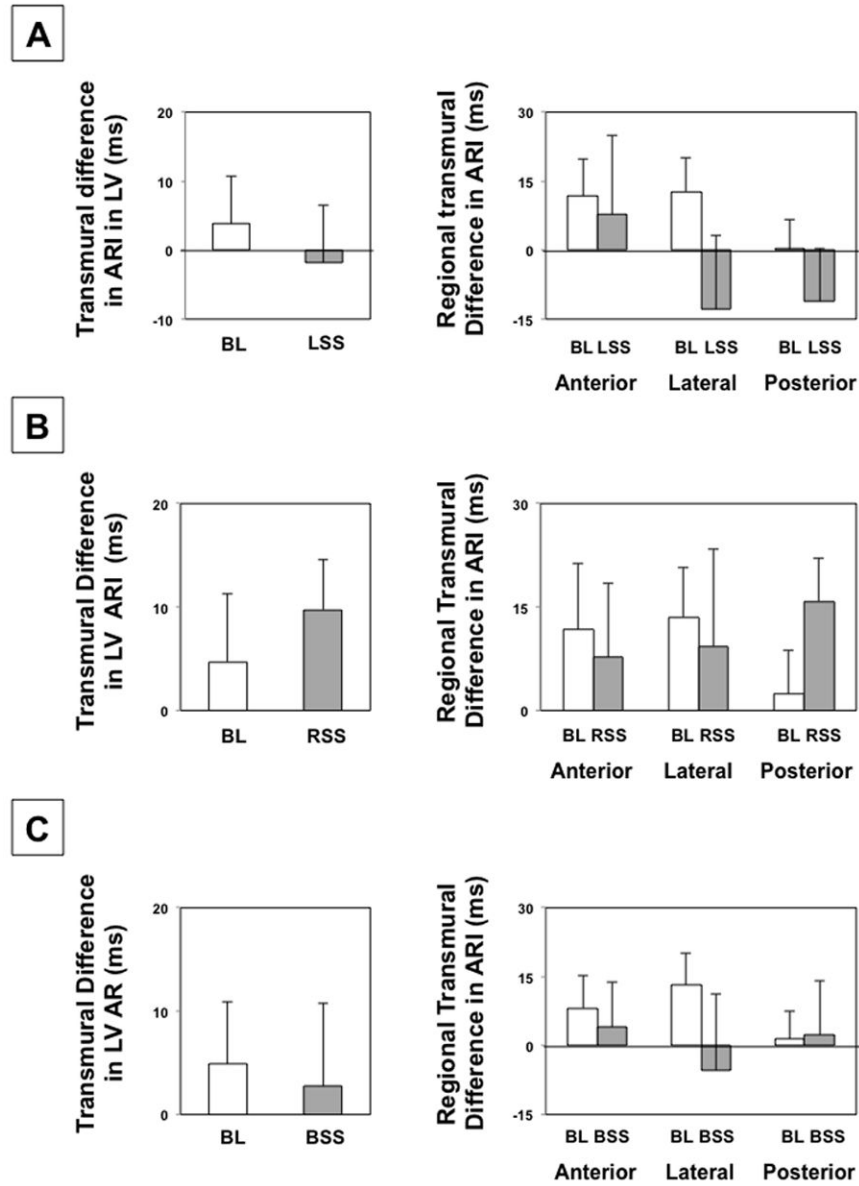 A
Transmural difference
in ARI in LV (ms)
20
10
0
-10
BL LSS
Regional transmural
Difference in ARI (ms)
30
15
0
-15
BL LSS BL LSS BL LSS
Anterior Lateral Posterior
B
Transmural Difference
in LV ARI (ms)
20
10
0
BL RSS
Regional Transmural
Difference in ARI (ms)
30
15
0
BL RSS BL RSS BL RSS
Anterior Lateral Posterior
C
Transmural Difference
in LV AR (ms)
20
10
0
BL BSS
Regional Transmural
Difference in ARI (ms)
30
15
0
-15
BL BSS BL BSS BL BSS
Anterior Lateral Posterior